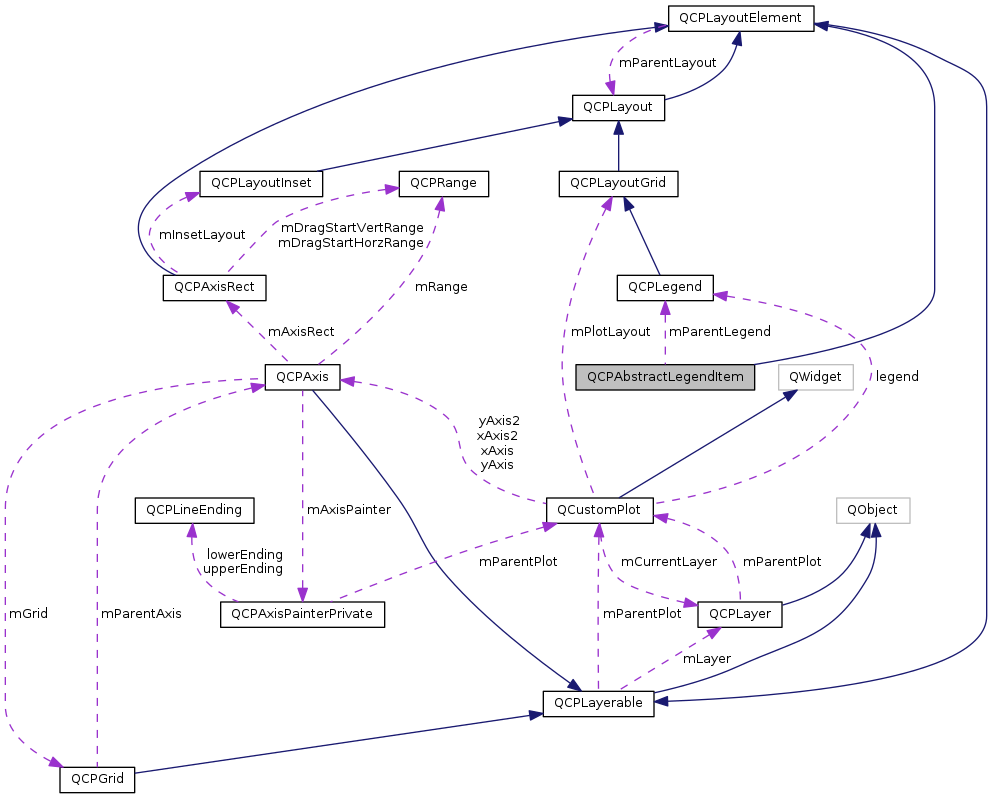 QCPLayoutElement
mParentLayout
QCPLayout
QCPLayoutInset
QCPRange
QCPLayoutGrid
mInsetLayout
mDragStartVertRange
mDragStartHorzRange
QCPAxisRect
mRange
QCPLegend
mAxisRect
mPlotLayout
mParentLegend
QCPAxis
QCPAbstractLegendItem
QWidget
legend
yAxis2
xAxis2
xAxis
yAxis
QCPLineEnding
mAxisPainter
QCustomPlot
QObject
lowerEnding
upperEnding
mParentPlot
mCurrentLayer
mParentPlot
mGrid
mParentAxis
QCPAxisPainterPrivate
mParentPlot
QCPLayer
mLayer
QCPLayerable
QCPGrid